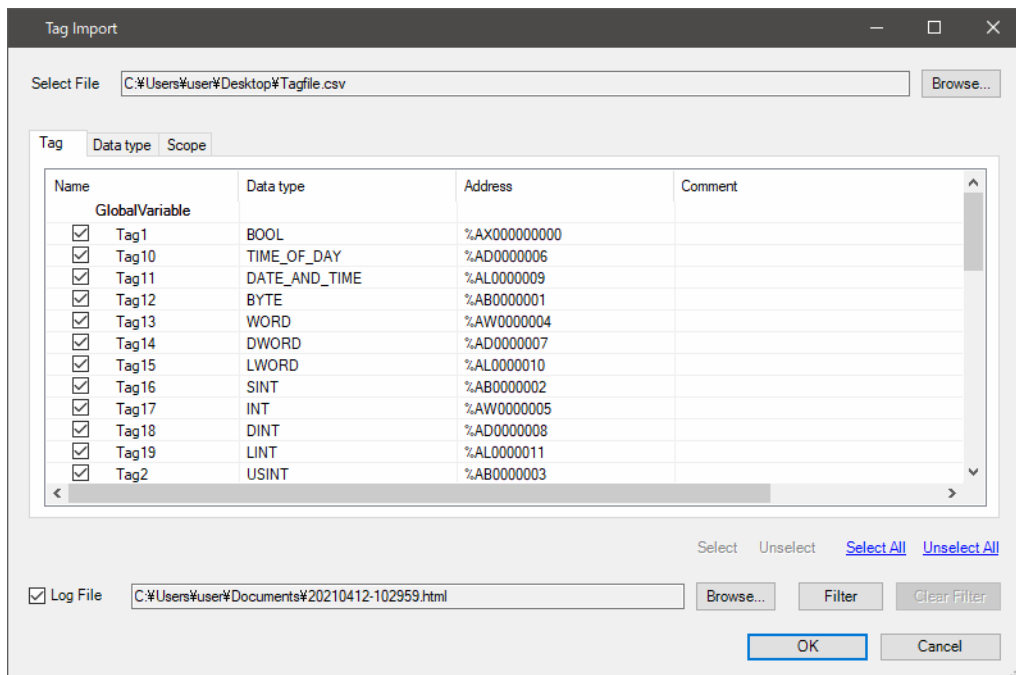 Tag Import
Select File C:¥Users¥user¥Desktop¥Tagfile.csv Browse...
Tag Data type Scope
Name Data type Address Comment
GlobalVariable
Tag1 BOOL %AX000000000
Tag10 TIME_OF_DAY %AD0000006
Tag11 DATE_AND_TIME %AL0000009
Tag12 BYTE %AB0000001
Tag13 WORD %AW0000004
Tag14 DWORD %AD0000007
Tag15 LWORD %AL0000010
Tag16 SINT %AB0000002
Tag17 INT %AW0000005
Tag18 DINT %AD0000008
Tag19 LINT %AL0000011
Tag2 USINT %AB0000003
Select Unselect Select All Unselect All
Log File C:¥Users¥user¥Documents¥20210412-102959.html Browse... Filter Clear Filter
OK Cancel